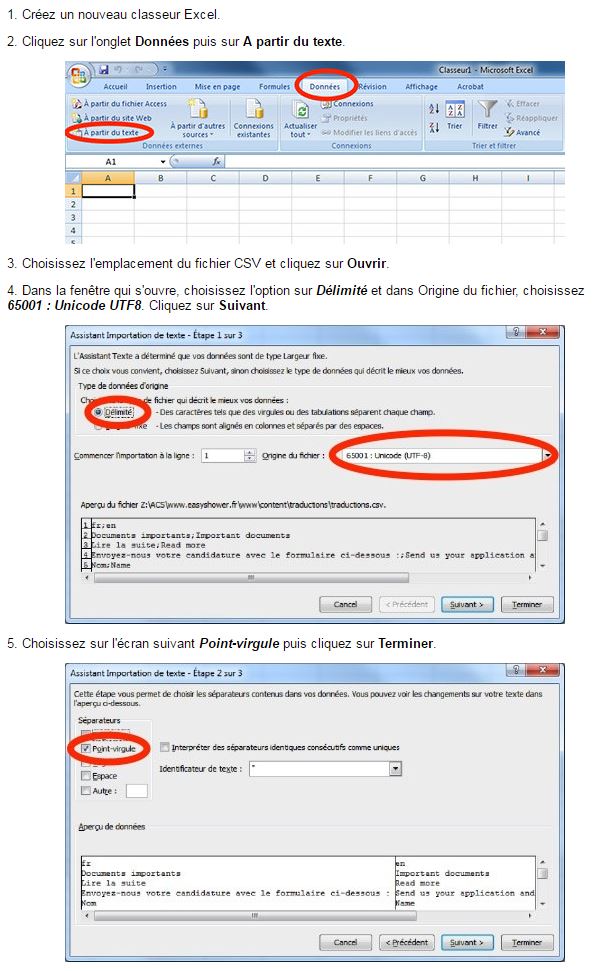 1. Créez un nouveau classeur Excel.
2. Cliquez sur l'onglet Données puis sur A partir du texte.
Classeur1 - Microsoft Excel
Accueil Insertion Mise en page Formules Données Révision Affichage Acrobat
À partir du fichier Access
À partir du site Web
À partir du texte
À partir d'autres sources
Connexions existantes
Données externes
Actualiser tout
Connexions
Propriétés
Modifier les liens d'accès
Connexions
Trier
Filtrer
Effacer
Réappliquer
Avancé
Trier et filtrer
A1 fx
A B C D E F G H I
1
2
3
4
5
3. Choisissez l'emplacement du fichier CSV et cliquez sur Ouvrir.
4. Dans la fenêtre qui s'ouvre, choisissez l'option sur Délimité et dans Origine du fichier, choisissez
65001 : Unicode UTF8. Cliquez sur Suivant.
Assistant Importation de texte - Étape 1 sur 3
L'Assistant Texte a déterminé que vos données sont de type Largeur fixe.
Si ce choix vous convient, choisissez Suivant, sinon choisissez le type de données qui décrit le mieux vos données.
Type de données d'origine
de fichier qui décrit le mieux vos données :
Délimité - Des caractères tels que des virgules ou des tabulations séparent chaque champ.
fixe - Les champs sont alignés en colonnes et séparés par des espaces.
Commencer l'importation à la ligne : 1 Origine du fichier : 65001 : Unicode (UTF-8)
Aperçu du fichier Z:\ACS\www.easyshower.fr\www\content\traductions\traductions.csv.
1 fr;en
2 Documents importants;Important documents
3 Lire la suite;Read more
4 Envoyez-nous votre candidature avec le formulaire ci-dessous :;Send us your application a
5 Nom;Name
Cancel < Précédent Suivant > Terminer
5. Choisissez sur l'écran suivant Point-virgule puis cliquez sur Terminer.
Assistant Importation de texte - Étape 2 sur 3
Cette étape vous permet de choisir les séparateurs contenus dans vos données. Vous pouvez voir les changements sur votre texte dans
l'aperçu ci-dessous.
Séparateurs
Point-virgule
Espace
Autre :
Interpréter des séparateurs identiques consécutifs comme uniques
Identificateur de texte : "
Aperçu de données
fr en
Documents importants Important documents
Lire la suite Read more
Envoyez-nous votre candidature avec le formulaire ci-dessous : Send us your application and
Nom Name
Cancel < Précédent Suivant > Terminer